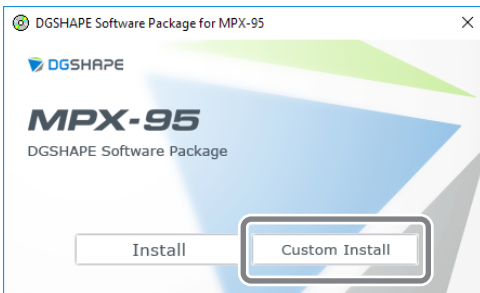 DGSHAPE Software Package for MPX-95
DGSHAPE
MPX-95
DGSHAPE Software Package
Install
Custom Install